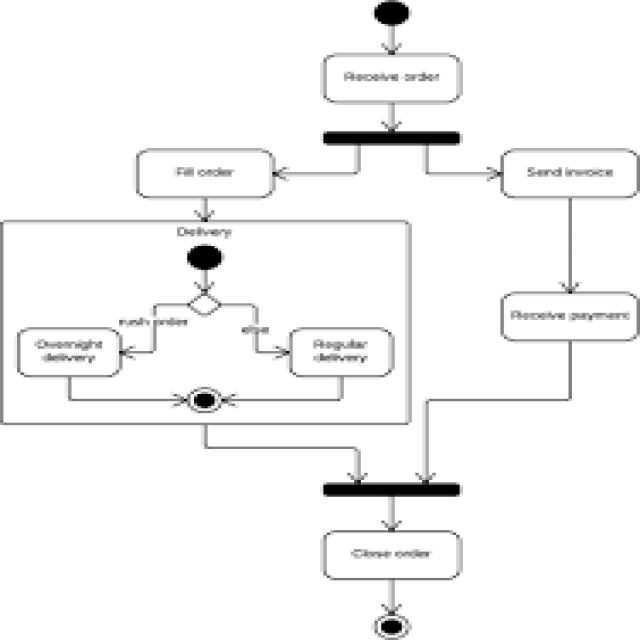 Receive order
Fill order
Send invoice
Delivery
rush order
else
Overnight
delivery
Regular
delivery
Receive payment
Close order